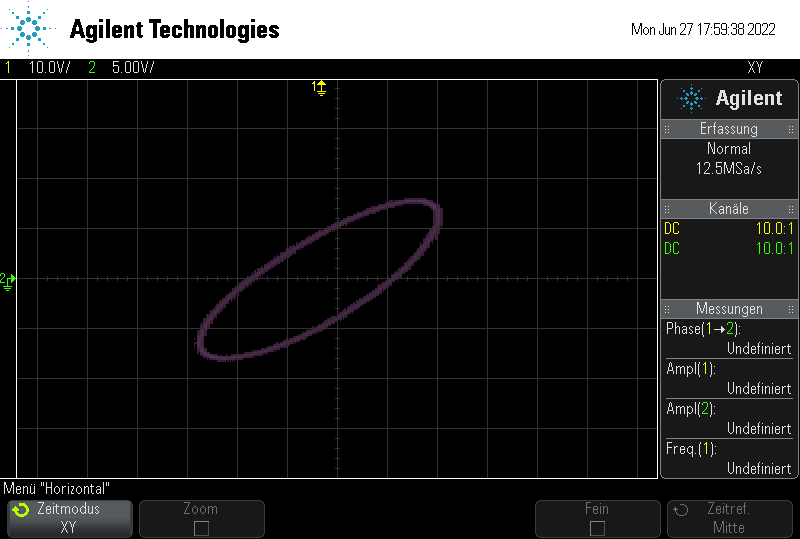 Agilent Technologies
Mon Jun 27 17:59:38 2022
1 10.0V/ 2 5.00V/ XY
1
2
Agilent
Erfassung
Normal
12.5MSa/s
Kanäle
DC 10.0:1
DC 10.0:1
Messungen
Phase(1→2):
Undefiniert
Ampl(1):
Undefiniert
Ampl(2):
Undefiniert
Freq.(1):
Undefiniert
Menü "Horizontal"
Zeitmodus
XY
Zoom
Fein
Zeitref.
Mitte